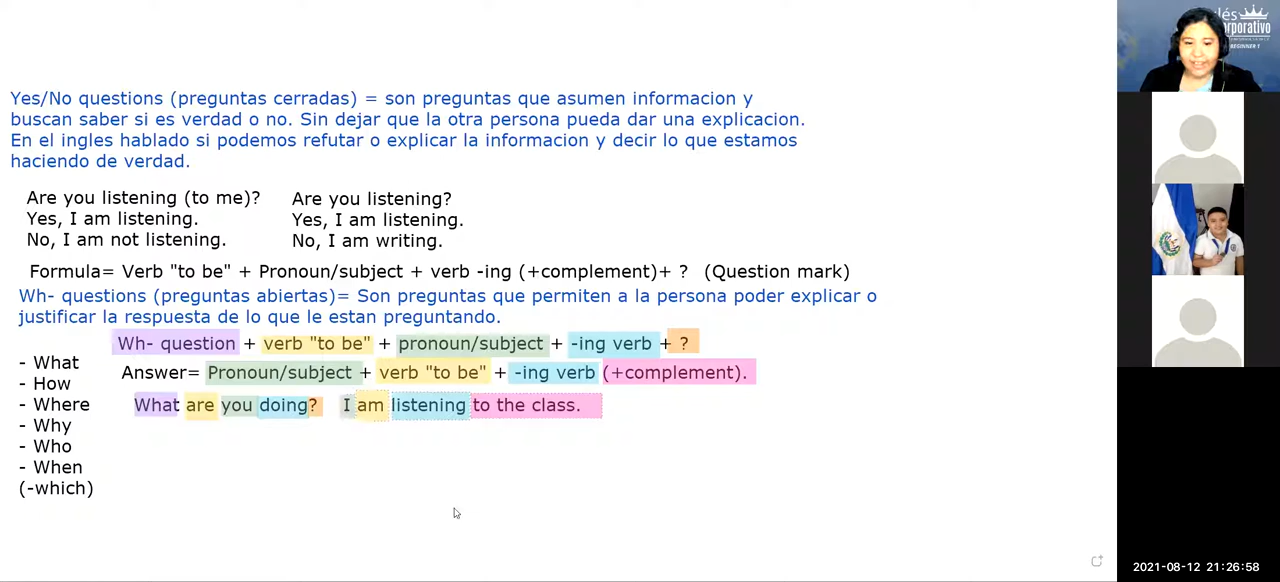 Yes/No questions (preguntas cerradas) = son preguntas que asumen informacion y
buscan saber si es verdad o no. Sin dejar que la otra persona pueda dar una explicacion.
En el ingles hablado si podemos refutar o explicar la informacion y decir lo que estamos
haciendo de verdad.
Are you listening (to me)?
Yes, I am listening.
No, I am not listening.
Are you listening?
Yes, I am listening.
No, I am writing.
Formula= Verb "to be" + Pronoun/subject + verb -ing (+complement)+ ? (Question mark)
Wh- questions (preguntas abiertas)= Son preguntas que permiten a la persona poder explicar o
justificar la respuesta de lo que le estan preguntando.
Wh- question + verb "to be" + pronoun/subject + -ing verb + ?
Answer= Pronoun/subject + verb "to be" + -ing verb (+complement).
What are you doing? I am listening to the class.
- What
- How
- Where
- Why
- Who
- When
(-which)
lés
rporativo
BEGINNER 1
2021-08-12 21:26:58